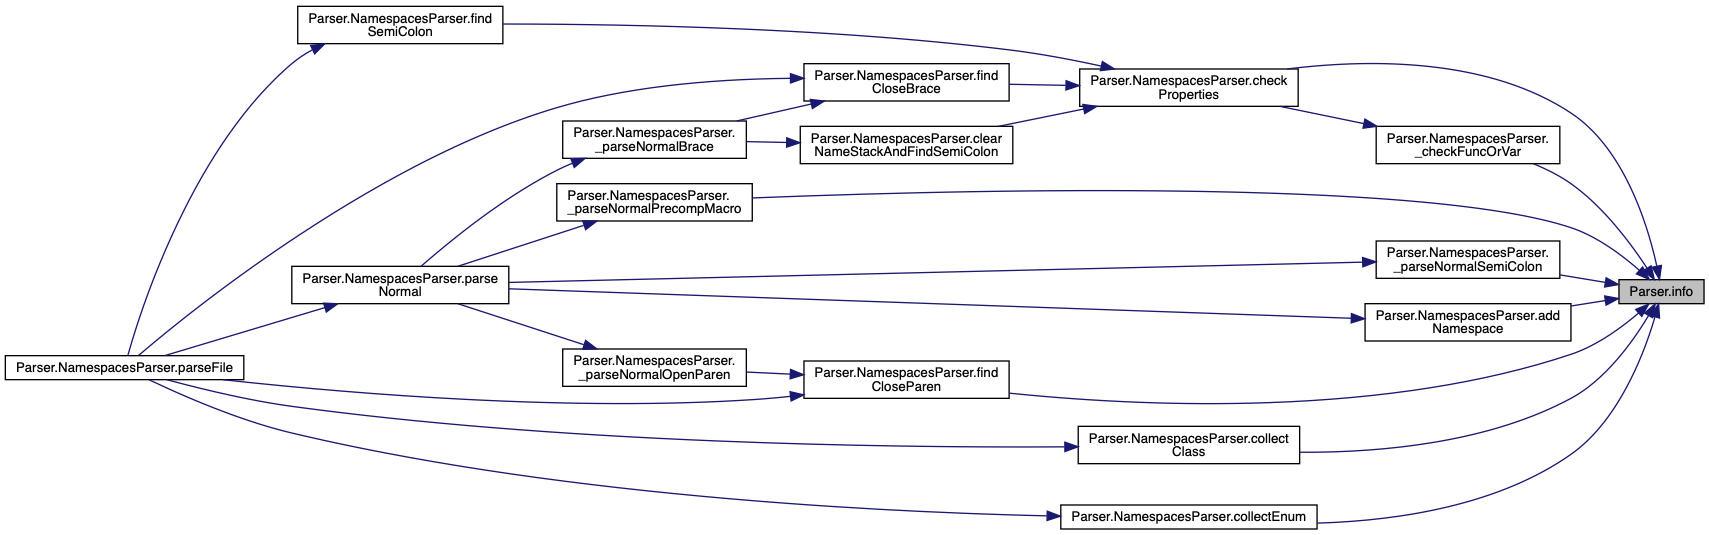 Parser.NamespacesParser.find
SemiColon
Parser.NamespacesParser.find
CloseBrace
Parser.NamespacesParser.check
Properties
Parser.NamespacesParser.
_parseNormalBrace
Parser.NamespacesParser.clear
NameStackAndFindSemiColon
Parser.NamespacesParser.
_checkFuncOrVar
Parser.NamespacesParser.
_parseNormalPrecompMacro
Parser.NamespacesParser.
_parseNormalSemiColon
Parser.NamespacesParser.parse
Normal
Parser.info
Parser.NamespacesParser.add
Namespace
Parser.NamespacesParser.parseFile
Parser.NamespacesParser.
_parseNormalOpenParen
Parser.NamespacesParser.find
CloseParen
Parser.NamespacesParser.collect
Class
Parser.NamespacesParser.collectEnum